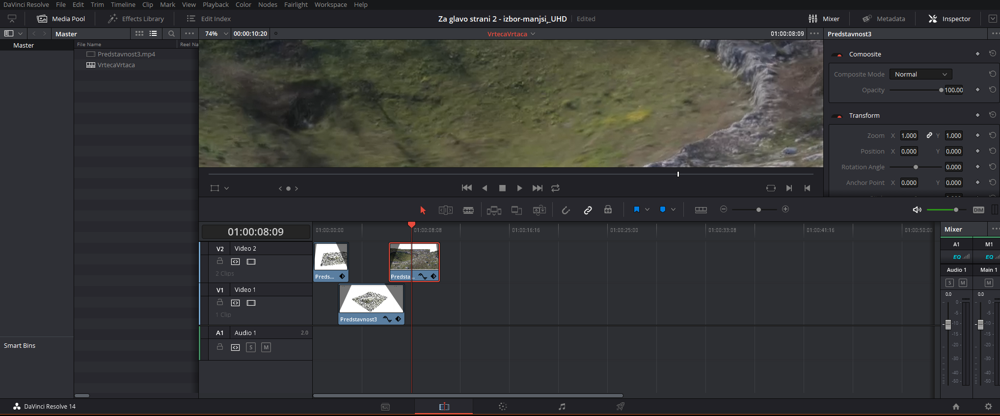 DaVinci Resolve File Edit Trim Timeline Clip Mark View Playback Color Nodes Fairlight Workspace Help
Media Pool Effects Library Edit Index Za glavo strani 2 - izbor-manjsi_UHD Edited Mixer Metadata Inspector
Master 74% 00:00:10:20 VrtecaVrtaca 01:00:08:09 Predstavnost3
Master File Name Reel Na
Predstavnost3.mp4
VrtecaVrtaca
Composite
Composite Mode Normal
Opacity 100.00
Transform
Zoom X 1.000 Y 1.000
Position X 0.000 Y 0.000
Rotation Angle 0.000
Anchor Point X 0.000 Y 0.000
DIM
01:00:08:09 01:00:00:00 01:00:08:08 01:00:16:16 01:00:25:00 01:00:33:08 01:00:41:16 01:00:50:00 Mixer
V2 Video 2 A1 M1
EQ EQ
2 Clips Preds... Predsta... Audio 1 Main 1
V1 Video 1 S M M
0.0 0.0
1 Clip
Predstavnost3
A1 Audio 1 2.0
S M
0 -5 -10 -15 -20 -30 -40 -50
0 -5 -10 -15 -20 -30 -40 -50
Smart Bins
DaVinci Resolve 14